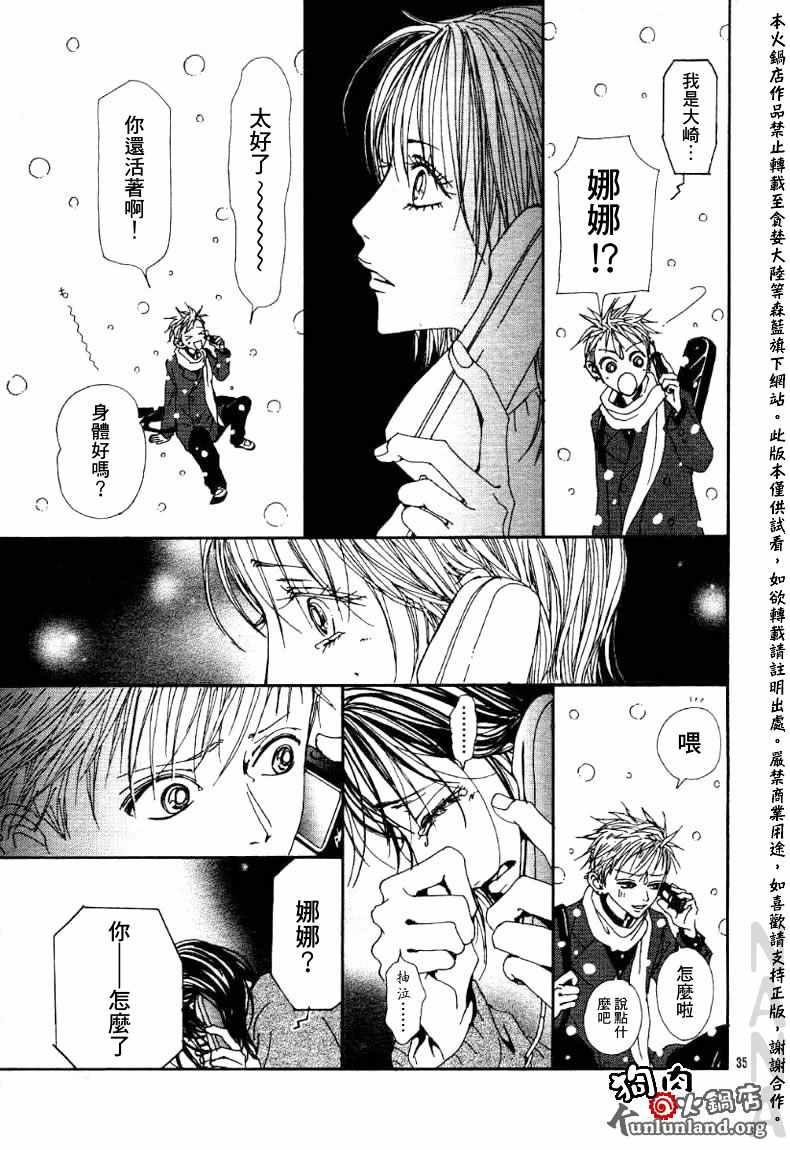 我是大崎…
娜娜!?
太好了~~~~~
你還活著啊！
も~~
身體好嗎？
喂
怎麼啦
說點什
麼吧
……
抽泣……
娜娜？
你——怎麼了
35
NANA
狗肉火鍋店
Kunlunland.org
本火鍋店作品禁止轉載至貪婪大陸等森藍旗下網站。此版本僅供試看，如欲轉載請註明出處。嚴禁商業用途，如喜歡請支持正版，謝謝合作。